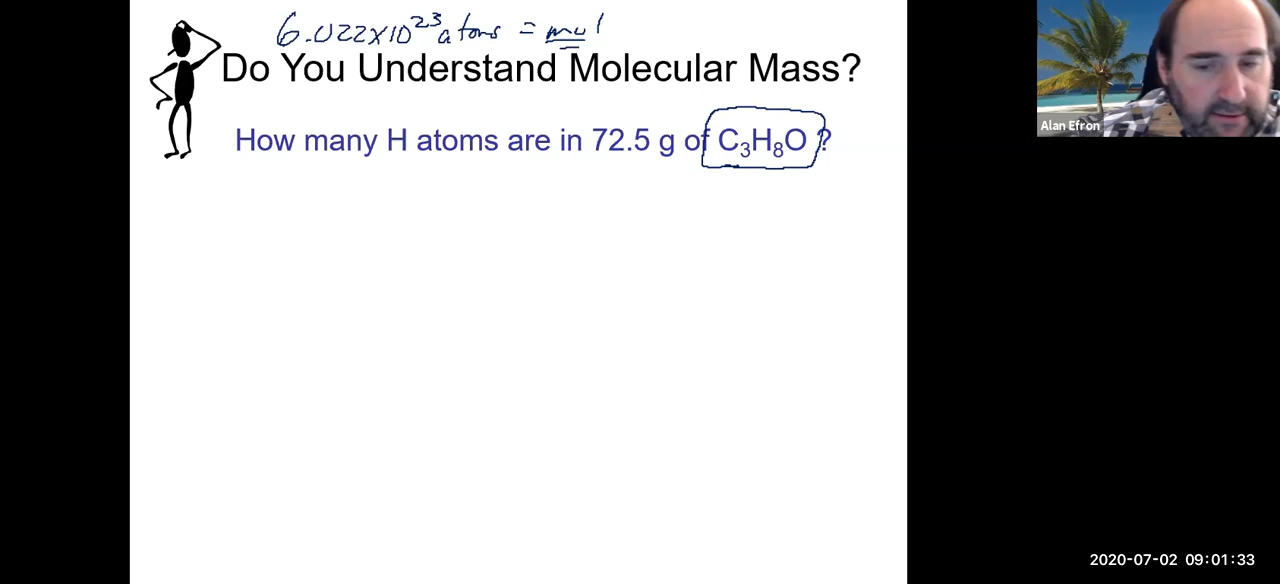 6.022x10²³ atoms = mol
Do You Understand Molecular Mass?
How many H atoms are in 72.5 g of C₃H₈O ?
Alan Efron
2020-07-02 09:01:33